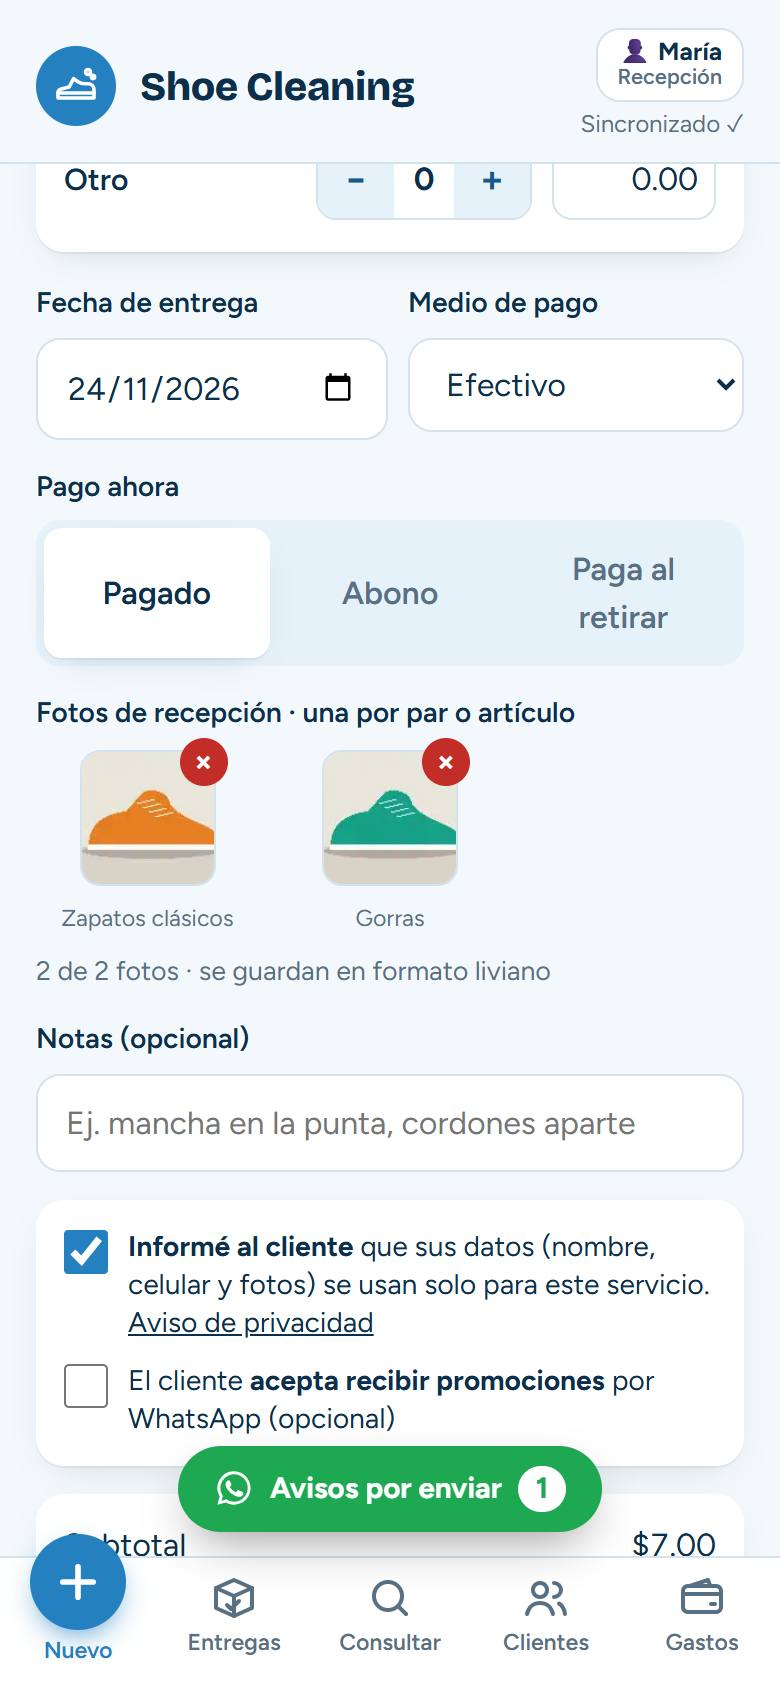 Shoe Cleaning
María
Recepción
Sincronizado ✓
Otro − 0 + 0.00
Fecha de entrega
Medio de pago
24/11/2026
Efectivo
Pago ahora
Pagado
Abono
Paga al
retirar
Fotos de recepción · una por par o artículo
Zapatos clásicos
Gorras
2 de 2 fotos · se guardan en formato liviano
Notas (opcional)
Ej. mancha en la punta, cordones aparte
Informé al cliente que sus datos (nombre,
celular y fotos) se usan solo para este servicio.
Aviso de privacidad
El cliente acepta recibir promociones por
WhatsApp (opcional)
Avisos por enviar 1
Subtotal $7.00
Nuevo
Entregas
Consultar
Clientes
Gastos